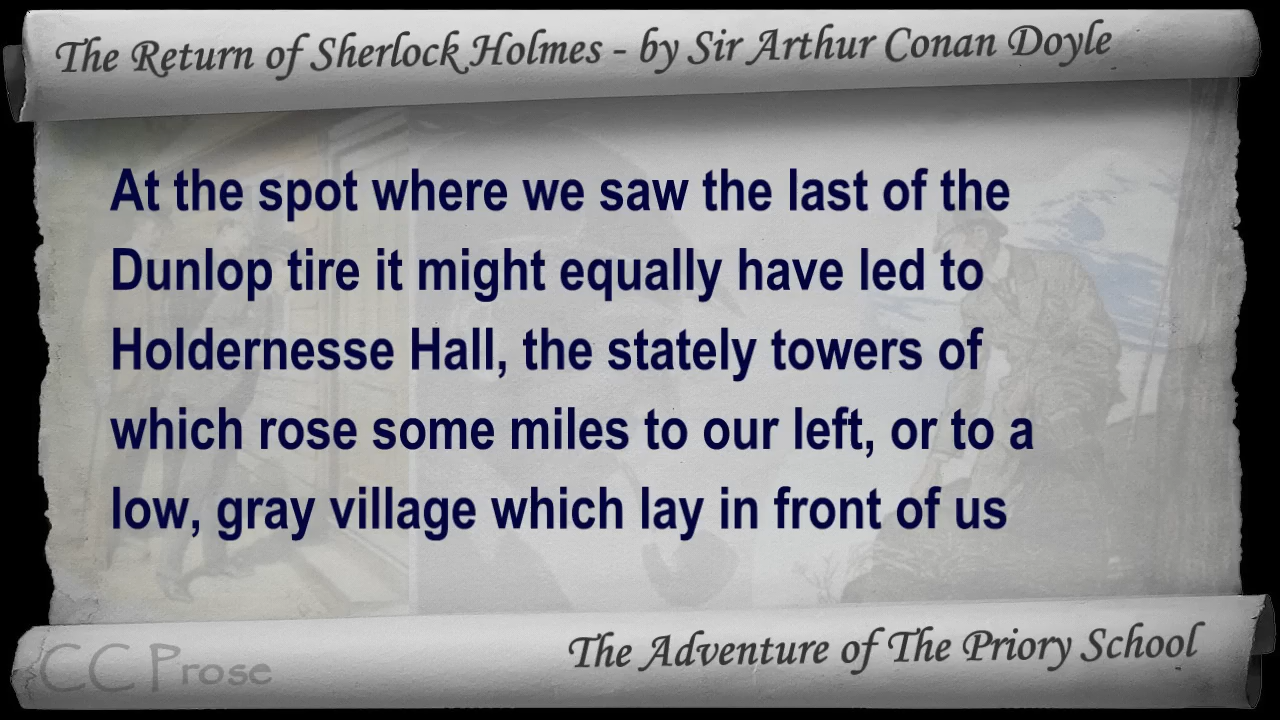 The Return of Sherlock Holmes - by Sir Arthur Conan Doyle
At the spot where we saw the last of the
Dunlop tire it might equally have led to
Holdernesse Hall, the stately towers of
which rose some miles to our left, or to a
low, gray village which lay in front of us
The Adventure of The Priory School
CC Prose